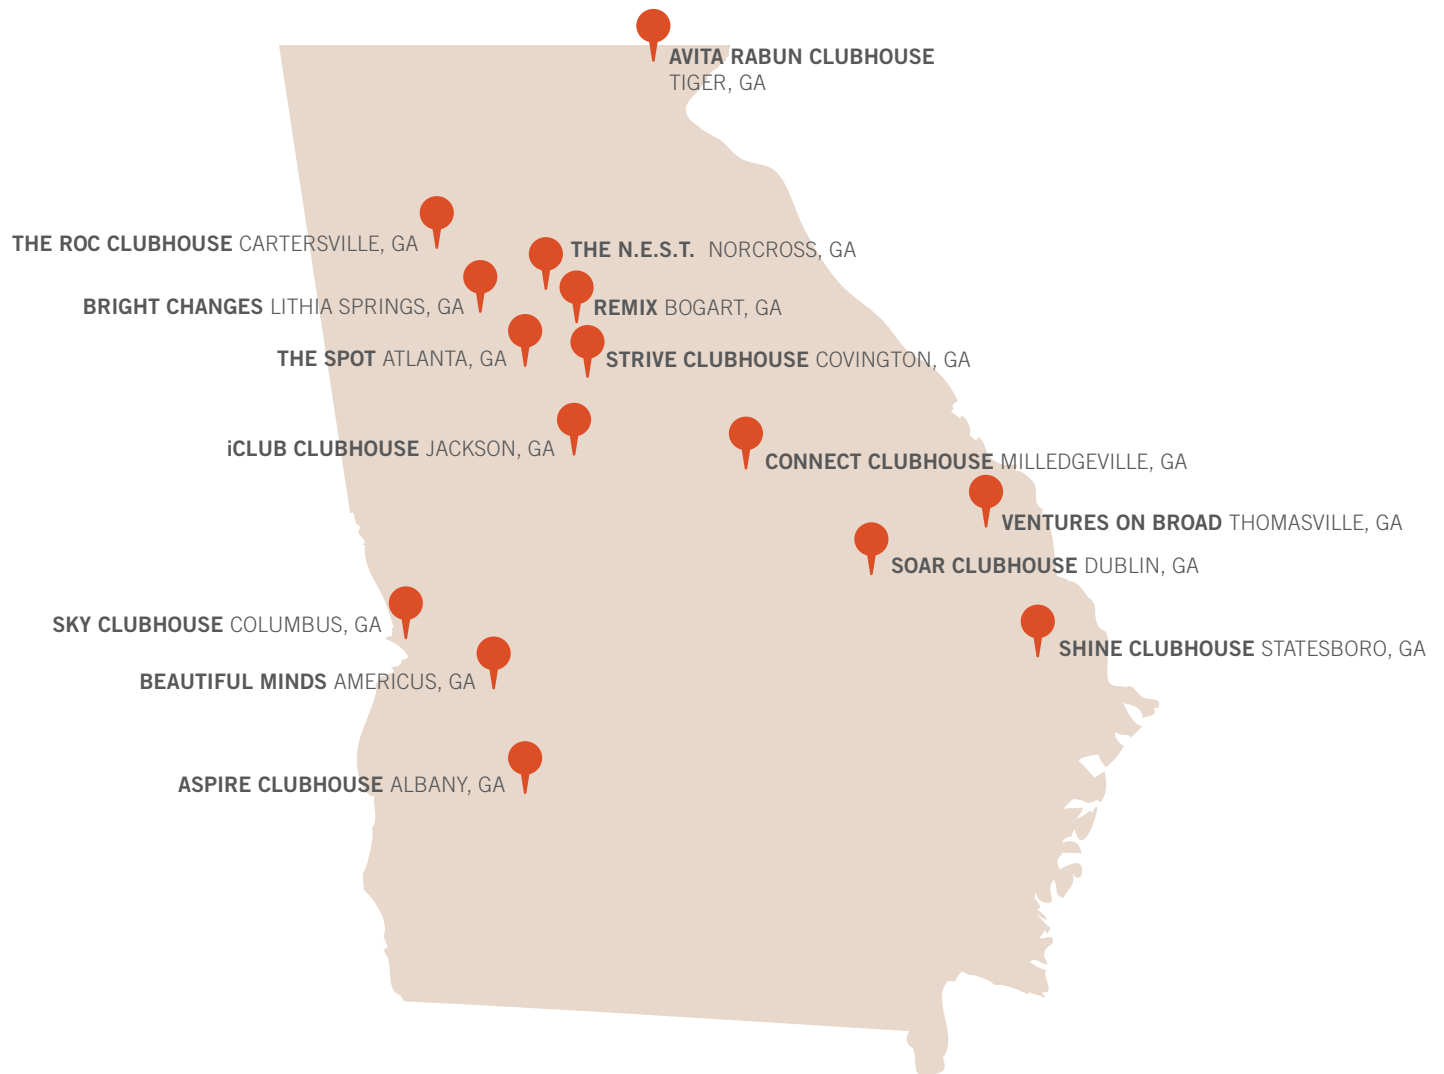 AVITA RABUN CLUBHOUSE
TIGER, GA
THE ROC CLUBHOUSE CARTERSVILLE, GA
THE N.E.S.T. NORCROSS, GA
BRIGHT CHANGES LITHIA SPRINGS, GA
REMIX BOGART, GA
THE SPOT ATLANTA, GA
STRIVE CLUBHOUSE COVINGTON, GA
iCLUB CLUBHOUSE JACKSON, GA
CONNECT CLUBHOUSE MILLEDGEVILLE, GA
VENTURES ON BROAD THOMASVILLE, GA
SOAR CLUBHOUSE DUBLIN, GA
SKY CLUBHOUSE COLUMBUS, GA
SHINE CLUBHOUSE STATESBORO, GA
BEAUTIFUL MINDS AMERICUS, GA
ASPIRE CLUBHOUSE ALBANY, GA